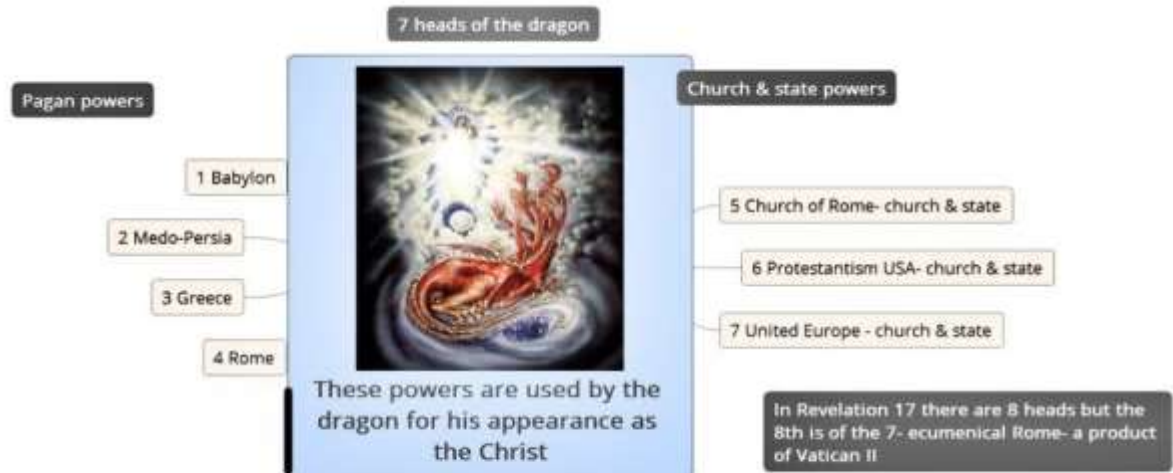 7 heads of the dragon
Pagan powers
Church & state powers
1 Babylon
2 Medo-Persia
3 Greece
4 Rome
5 Church of Rome- church & state
6 Protestantism USA- church & state
7 United Europe - church & state
These powers are used by the
dragon for his appearance as
the Christ
In Revelation 17 there are 8 heads but the
8th is of the 7- ecumenical Rome- a product
of Vatican II